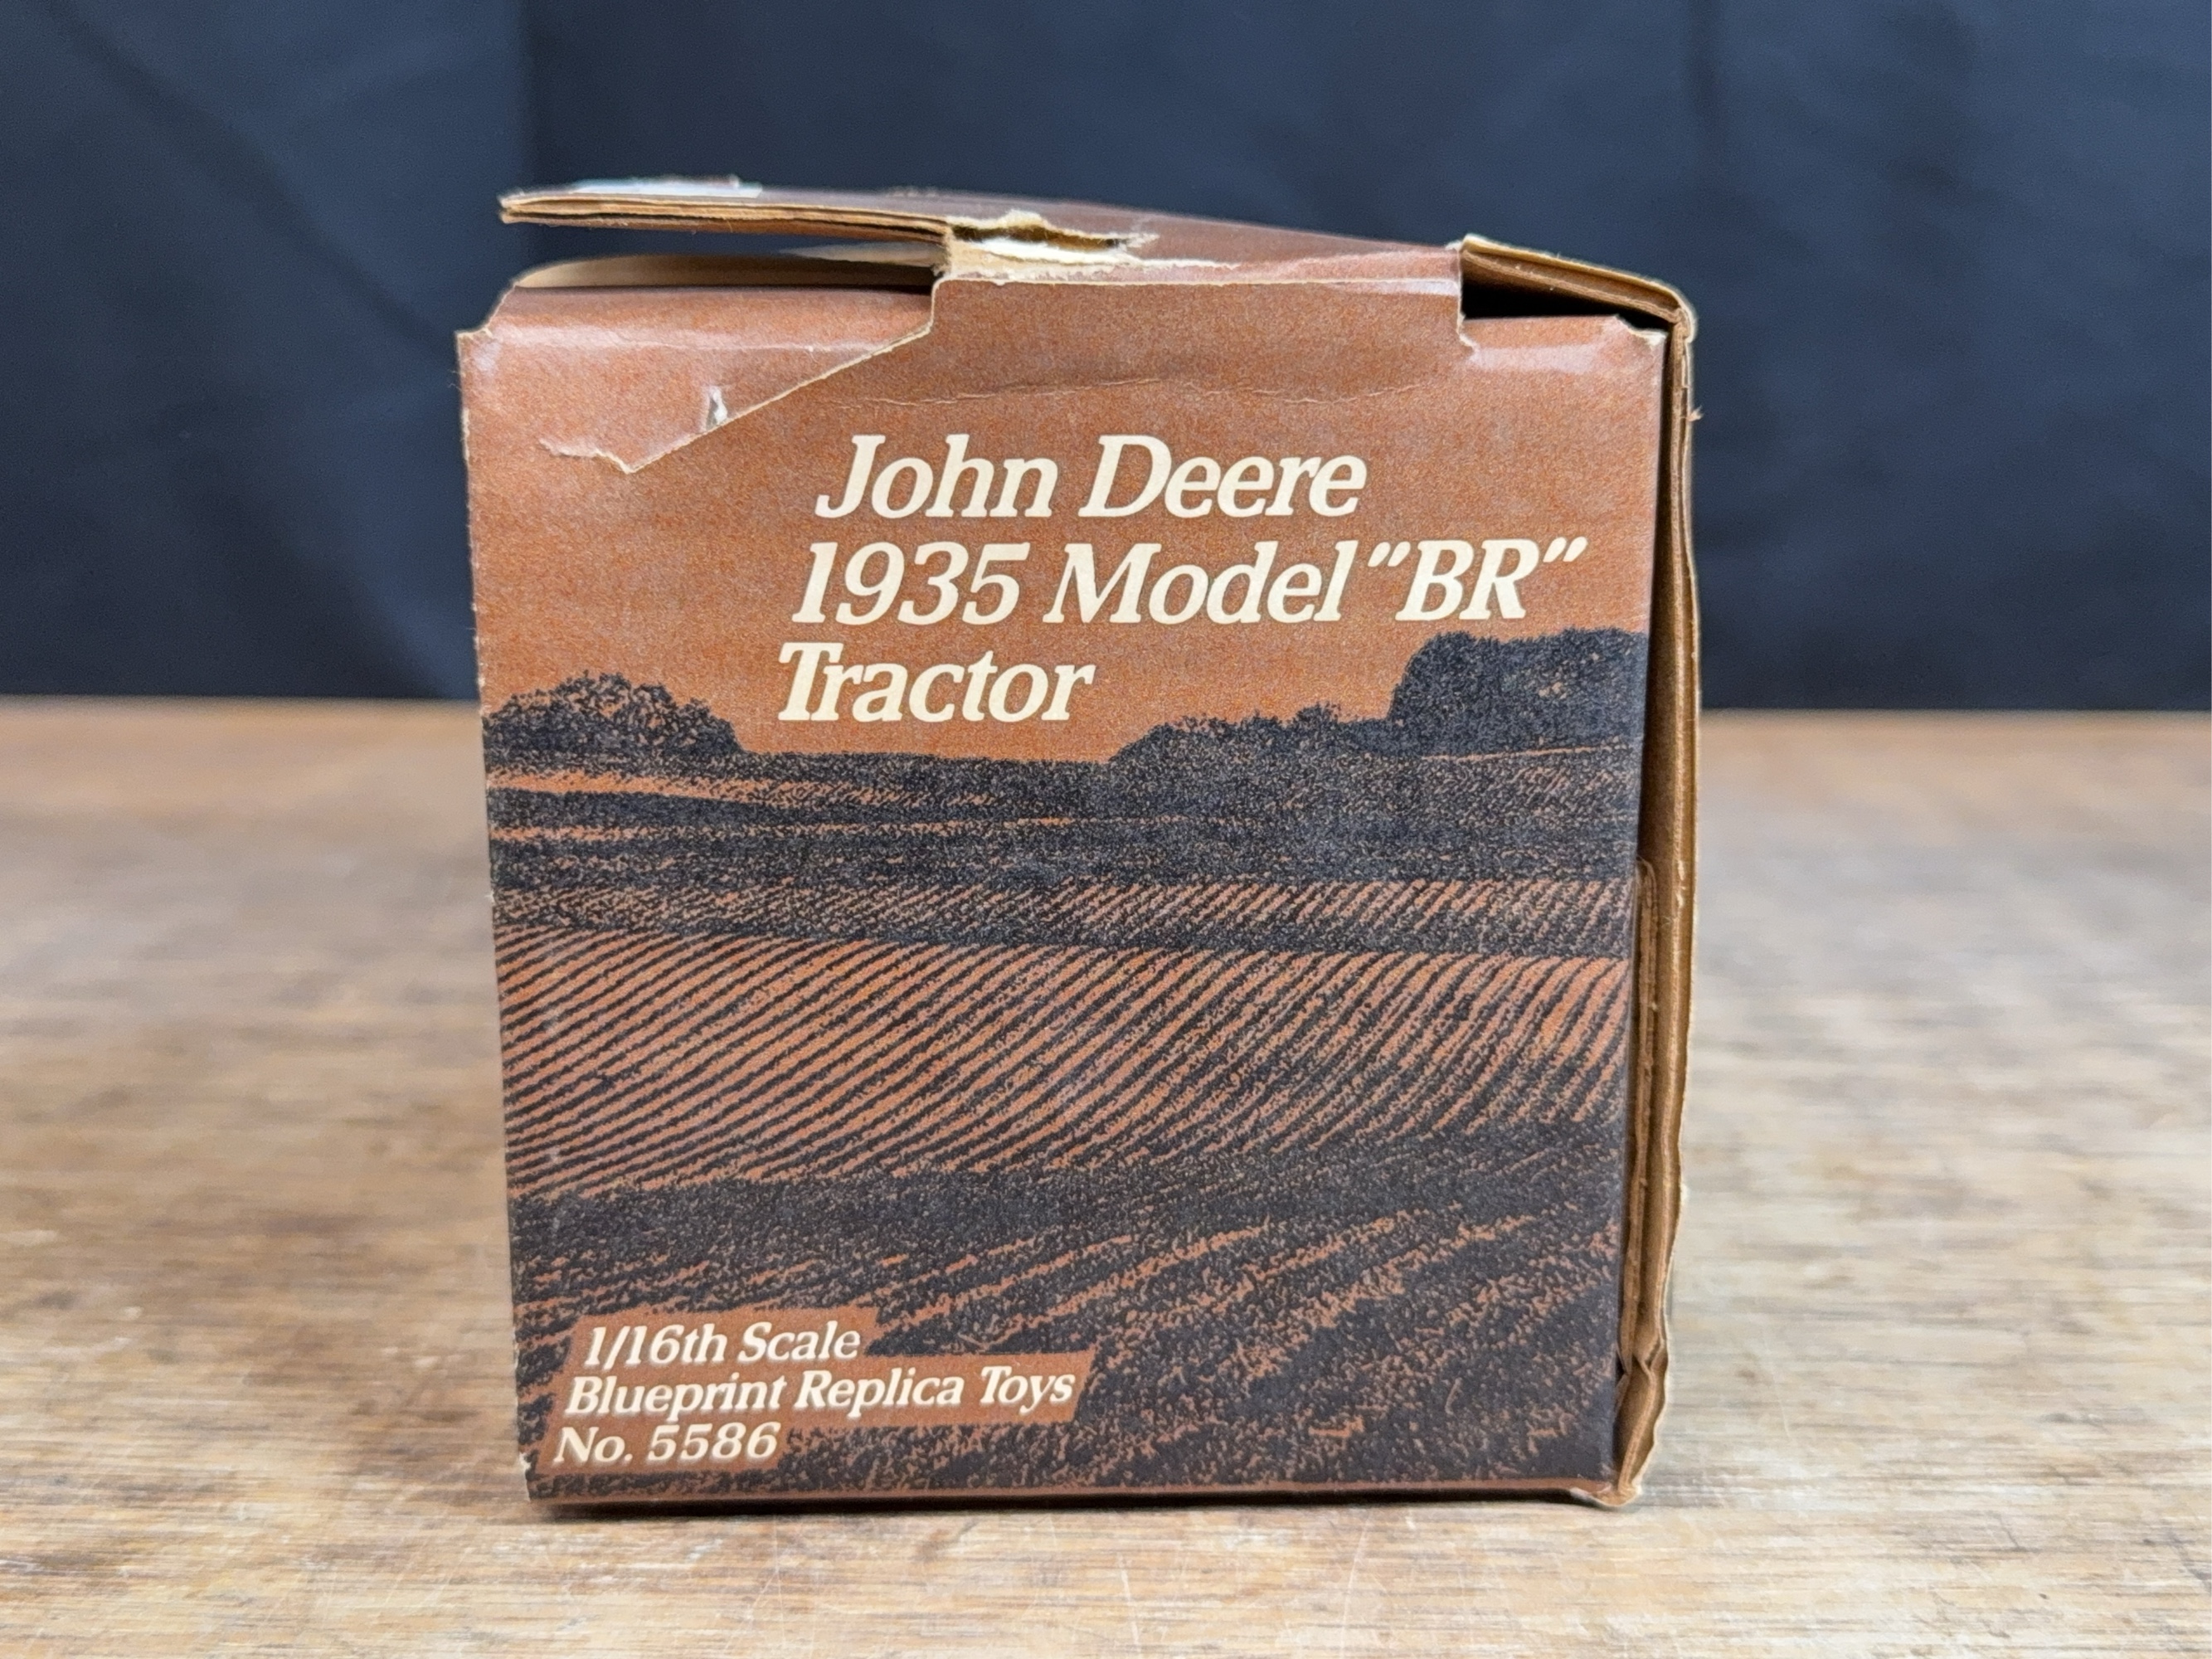 John Deere
1935 Model "BR"
Tractor
1/16th Scale
Blueprint Replica Toys
No. 5586